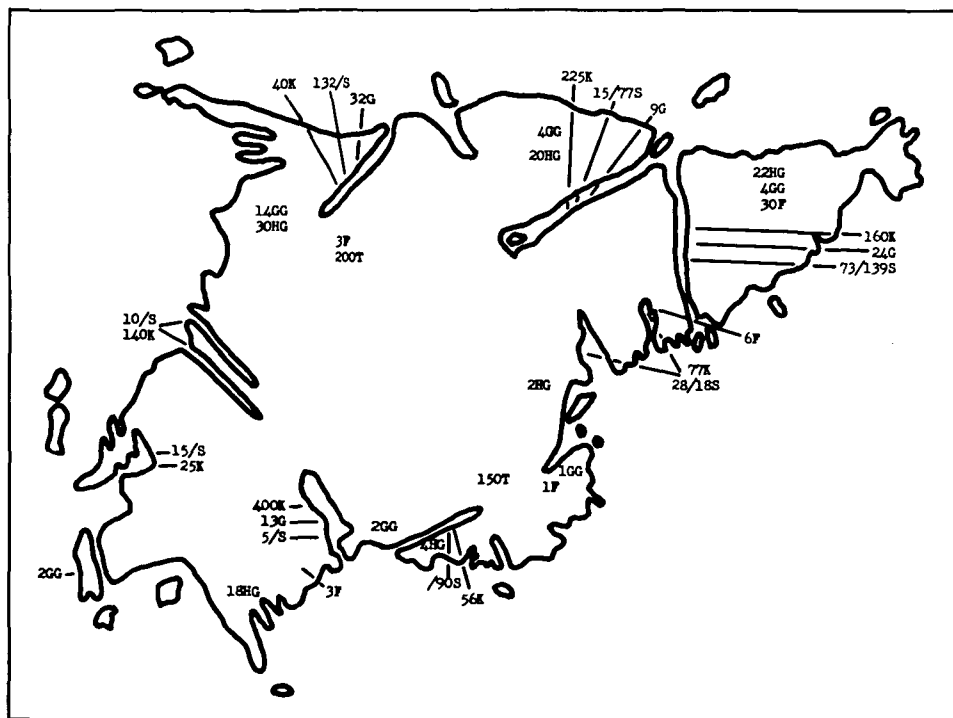 40K
132/S
32G
225K
15/77S
9G
4GG
20HG
22HG
4GG
30F
14GG
30HG
3F
200T
160K
24G
73/139S
10/S
140K
6F
77K
28/18S
2HG
15/S
25K
150T
1GG
1F
400K
13G
5/S
2GG
4HG
2GG
18HG
3F
/90S
56K